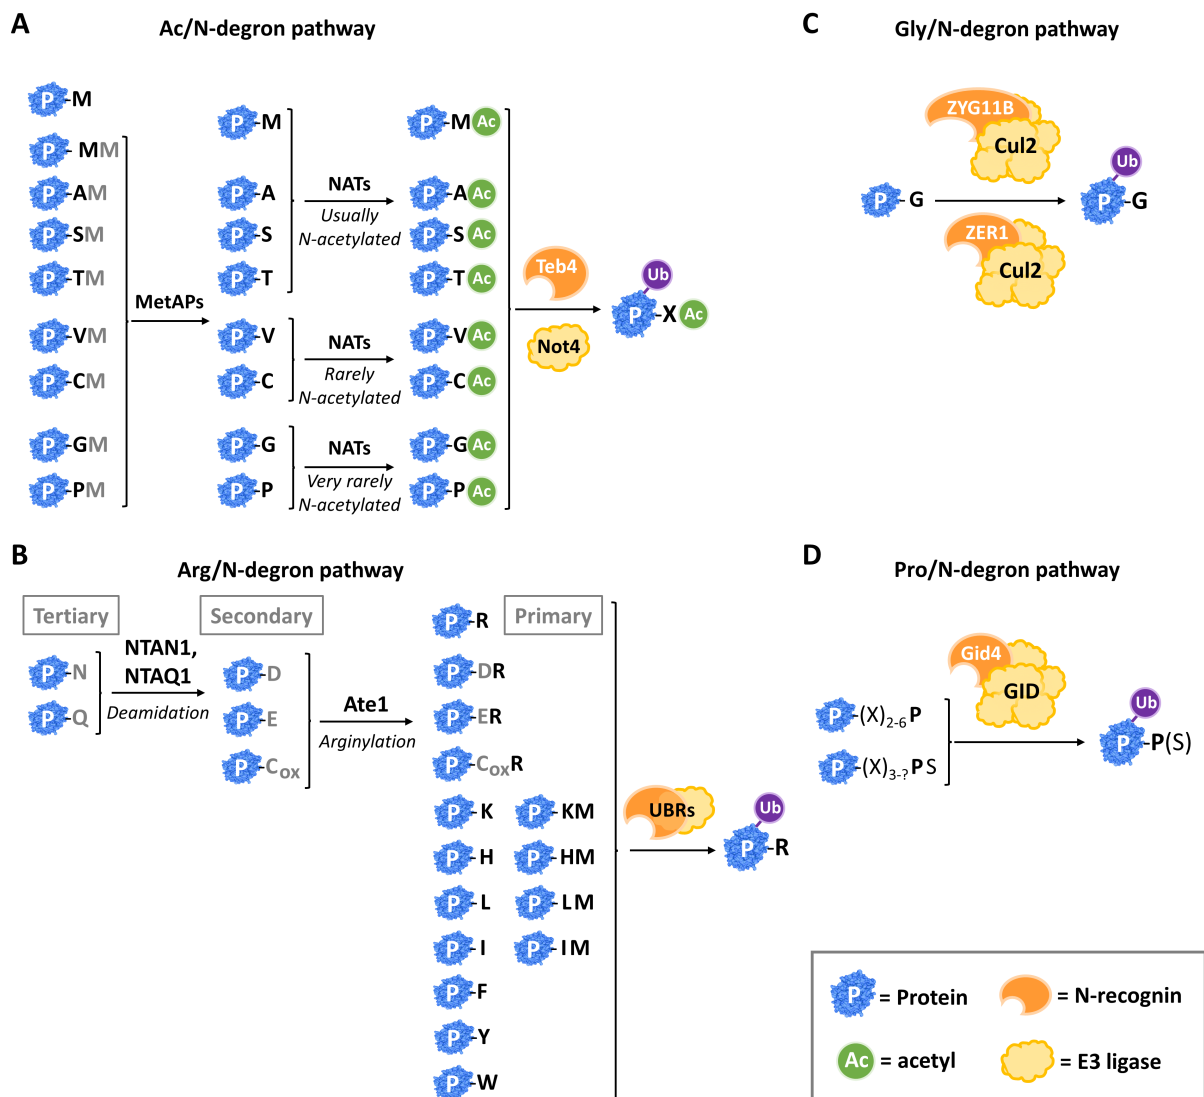 A
Ac/N-degron pathway
P-M
P-MM
P-AM
P-SM
P-TM
P-VM
P-CM
P-GM
P-PM
MetAPs
P-M
P-A
P-S
P-T
P-V
P-C
P-G
P-P
NATs
Usually
N-acetylated
NATs
Rarely
N-acetylated
NATs
Very rarely
N-acetylated
P-M Ac
P-A Ac
P-S Ac
P-T Ac
P-V Ac
P-C Ac
P-G Ac
P-P Ac
Teb4
Not4
Ub
P-X Ac
B
Arg/N-degron pathway
Tertiary
P-N
P-Q
NTAN1,
NTAQ1
Deamidation
Secondary
P-D
P-E
P-Cox
Ate1
Arginylation
Primary
P-R
P-DR
P-ER
P-CoxR
P-K
P-KM
P-H
P-HM
P-L
P-LM
P-I
P-IM
P-F
P-Y
P-W
UBRs
Ub
P-R
C
Gly/N-degron pathway
ZYG11B
Cul2
P-G
Ub
P-G
ZER1
Cul2
D
Pro/N-degron pathway
Gid4
GID
P-(X)2-6P
P-(X)3-?PS
Ub
P-P(S)
P = Protein
= N-recognin
Ac = acetyl
= E3 ligase